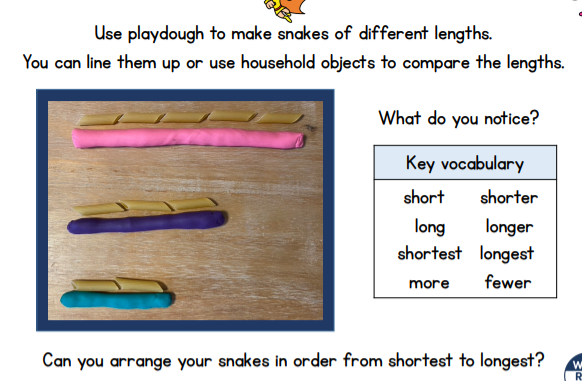 Use playdough to make snakes of different lengths.
You can line them up or use household objects to compare the lengths.
What do you notice?
Key vocabulary
short shorter
long longer
shortest longest
more fewer
Can you arrange your snakes in order from shortest to longest?